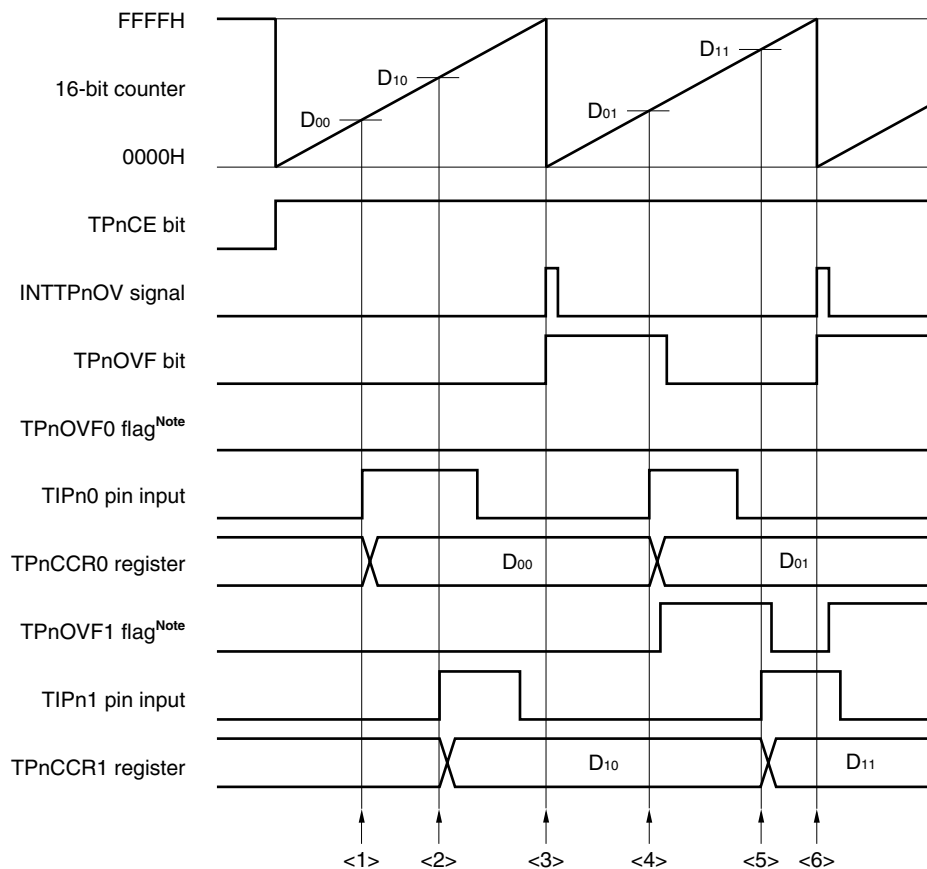 FFFFH
16-bit counter
0000H
D00
D10
D01
D11
TPnCE bit
INTTPnOV signal
TPnOVF bit
TPnOVF0 flagNote
TIPn0 pin input
TPnCCR0 register
D00
D01
TPnOVF1 flagNote
TIPn1 pin input
TPnCCR1 register
D10
D11
<1> <2> <3> <4> <5> <6>